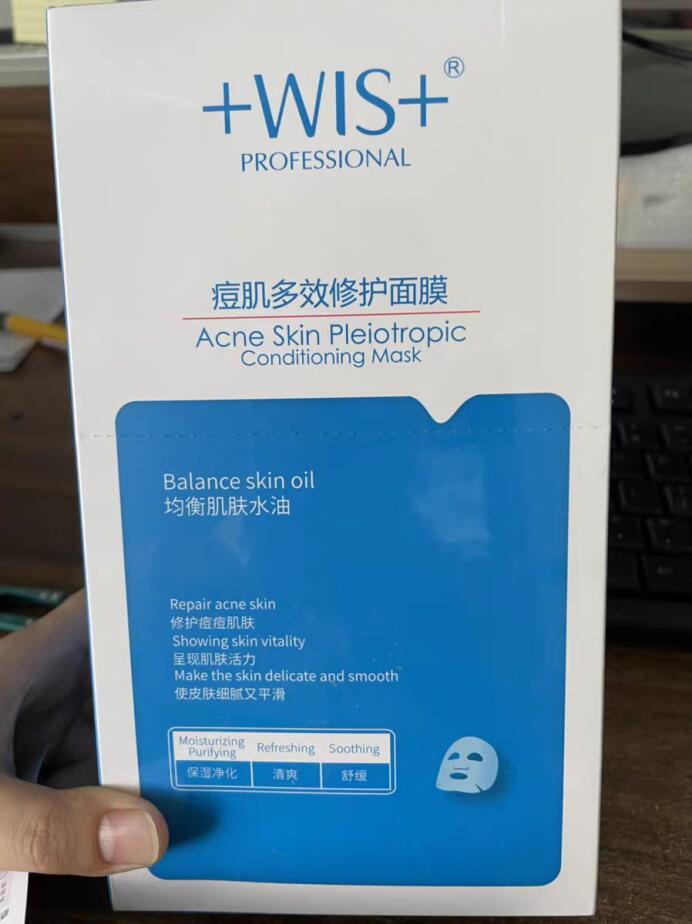 +WIS+®
PROFESSIONAL
痘肌多效修护面膜
Acne Skin Pleiotropic
Conditioning Mask
Balance skin oil
均衡肌肤水油
Repair acne skin
修护痘痘肌肤
Showing skin vitality
呈现肌肤活力
Make the skin delicate and smooth
使皮肤细腻又平滑
Moisturizing Purifying Refreshing Soothing
保湿净化 清爽 舒缓